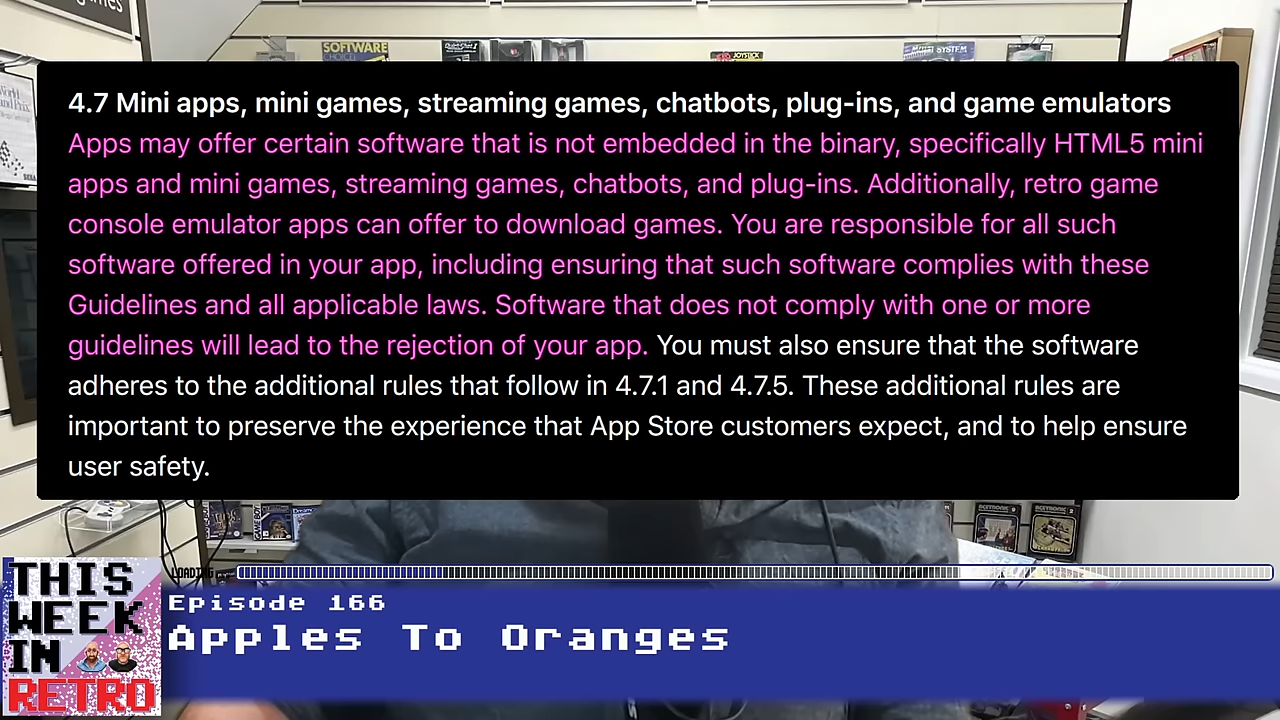 SOFTWARE
JOYSTICK
4.7 Mini apps, mini games, streaming games, chatbots, plug-ins, and game emulators
Apps may offer certain software that is not embedded in the binary, specifically HTML5 mini
apps and mini games, streaming games, chatbots, and plug-ins. Additionally, retro game
console emulator apps can offer to download games. You are responsible for all such
software offered in your app, including ensuring that such software complies with these
Guidelines and all applicable laws. Software that does not comply with one or more
guidelines will lead to the rejection of your app. You must also ensure that the software
adheres to the additional rules that follow in 4.7.1 and 4.7.5. These additional rules are
important to preserve the experience that App Store customers expect, and to help ensure
user safety.
LOADING...
THIS
WEEK
IN
RETRO
Episode 166
Apples To Oranges